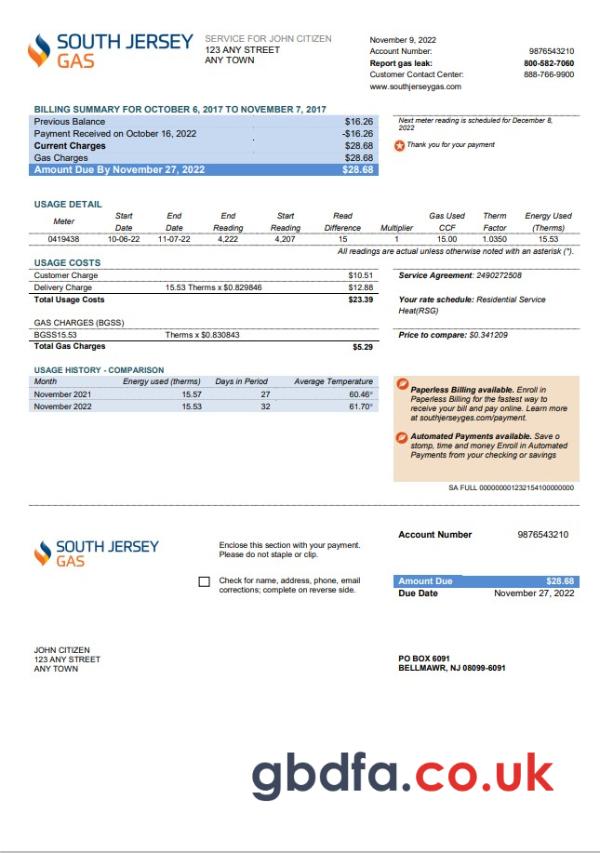 SOUTH JERSEY
GAS
SERVICE FOR JOHN CITIZEN
123 ANY STREET
ANY TOWN
November 9, 2022
Account Number: 9876543210
Report gas leak: 800-582-7060
Customer Contact Center: 888-766-9900
www.southjerseygas.com
BILLING SUMMARY FOR OCTOBER 6, 2017 TO NOVEMBER 7, 2017
Previous Balance $16.26
Payment Received on October 16, 2022 -$16.26
Current Charges $28.68
Gas Charges $28.68
Amount Due By November 27, 2022 $28.68
Next meter reading is scheduled for December 8,
2022
Thank you for your payment
USAGE DETAIL
Meter Start Date End Date End Reading Start Reading Read Difference Multiplier Gas Used CCF Therm Factor Energy Used (Therms)
0419438 10-06-22 11-07-22 4,222 4,207 15 1 15.00 1.0350 15.53
All readings are actual unless otherwise noted with an asterisk (*).
USAGE COSTS
Customer Charge $10.51
Delivery Charge 15.53 Therms x $0.829846 $12.88
Total Usage Costs $23.39
Service Agreement: 2490272508
Your rate schedule: Residential Service
Heat(RSG)
GAS CHARGES (BGSS)
BGSS15.53 Therms x $0.830843
Total Gas Charges $5.29
Price to compare: $0.341209
USAGE HISTORY - COMPARISON
Month Energy used (therms) Days in Period Average Temperature
November 2021 15.57 27 60.46°
November 2022 15.53 32 61.70°
Paperless Billing available. Enroll in
Paperless Billing for the fastest way to
receive your bill and pay online. Learn more
at southjerseyges.com/payment.
Automated Payments available. Save o
stomp, time and money Enroll in Automated
Payments from your checking or savings
SA FULL 0000000001232154100000000
SOUTH JERSEY
GAS
Enclose this section with your payment.
Please do not staple or clip.
Check for name, address, phone, email
corrections; complete on reverse side.
Account Number 9876543210
Amount Due $28.68
Due Date November 27, 2022
JOHN CITIZEN
123 ANY STREET
ANY TOWN
PO BOX 6091
BELLMAWR, NJ 08099-6091
gbdfa.co.uk